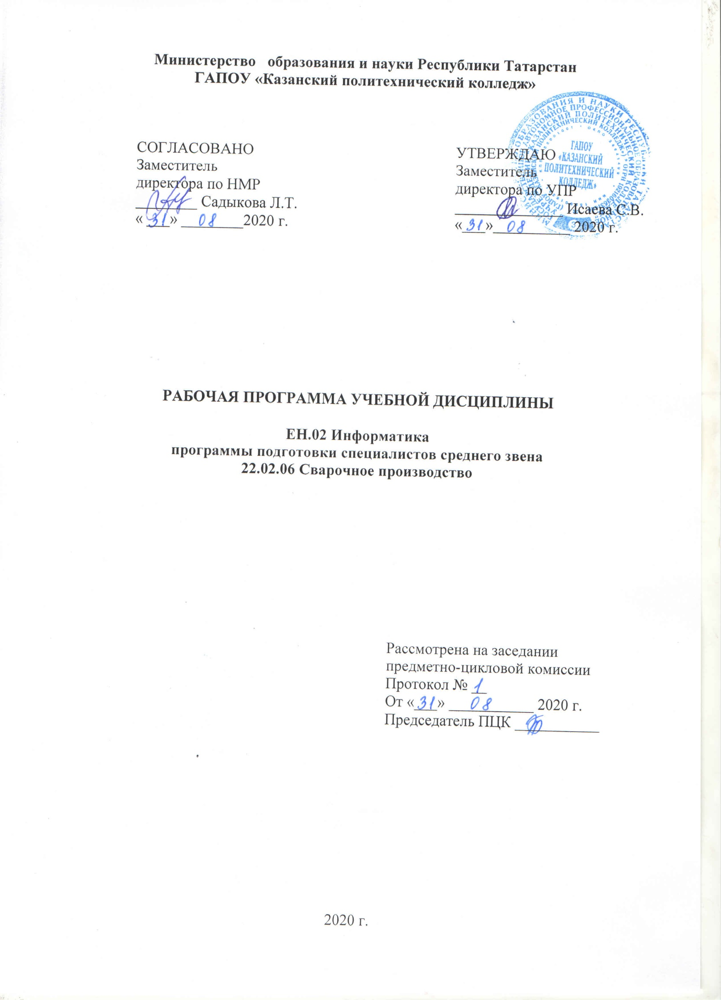 Министерство образования и науки Республики Татарстан
ГАПОУ «Казанский политехнический колледж»
СОГЛАСОВАНО
Заместитель
директора по НМР
_________ Садыкова Л.Т.
« 31 » 08 2020 г.
УТВЕРЖДАЮ
Заместитель
директора по УПР
_________ Исаева С.В.
« 31 » 08 2020 г.
ГАПОУ
«КАЗАНСКИЙ
ПОЛИТЕХНИЧЕСКИЙ
КОЛЛЕДЖ»
РАБОЧАЯ ПРОГРАММА УЧЕБНОЙ ДИСЦИПЛИНЫ
ЕН.02 Информатика
программы подготовки специалистов среднего звена
22.02.06 Сварочное производство
Рассмотрена на заседании
предметно-цикловой комиссии
Протокол № 1
От « 31 » 08 2020 г.
Председатель ПЦК _________
2020 г.